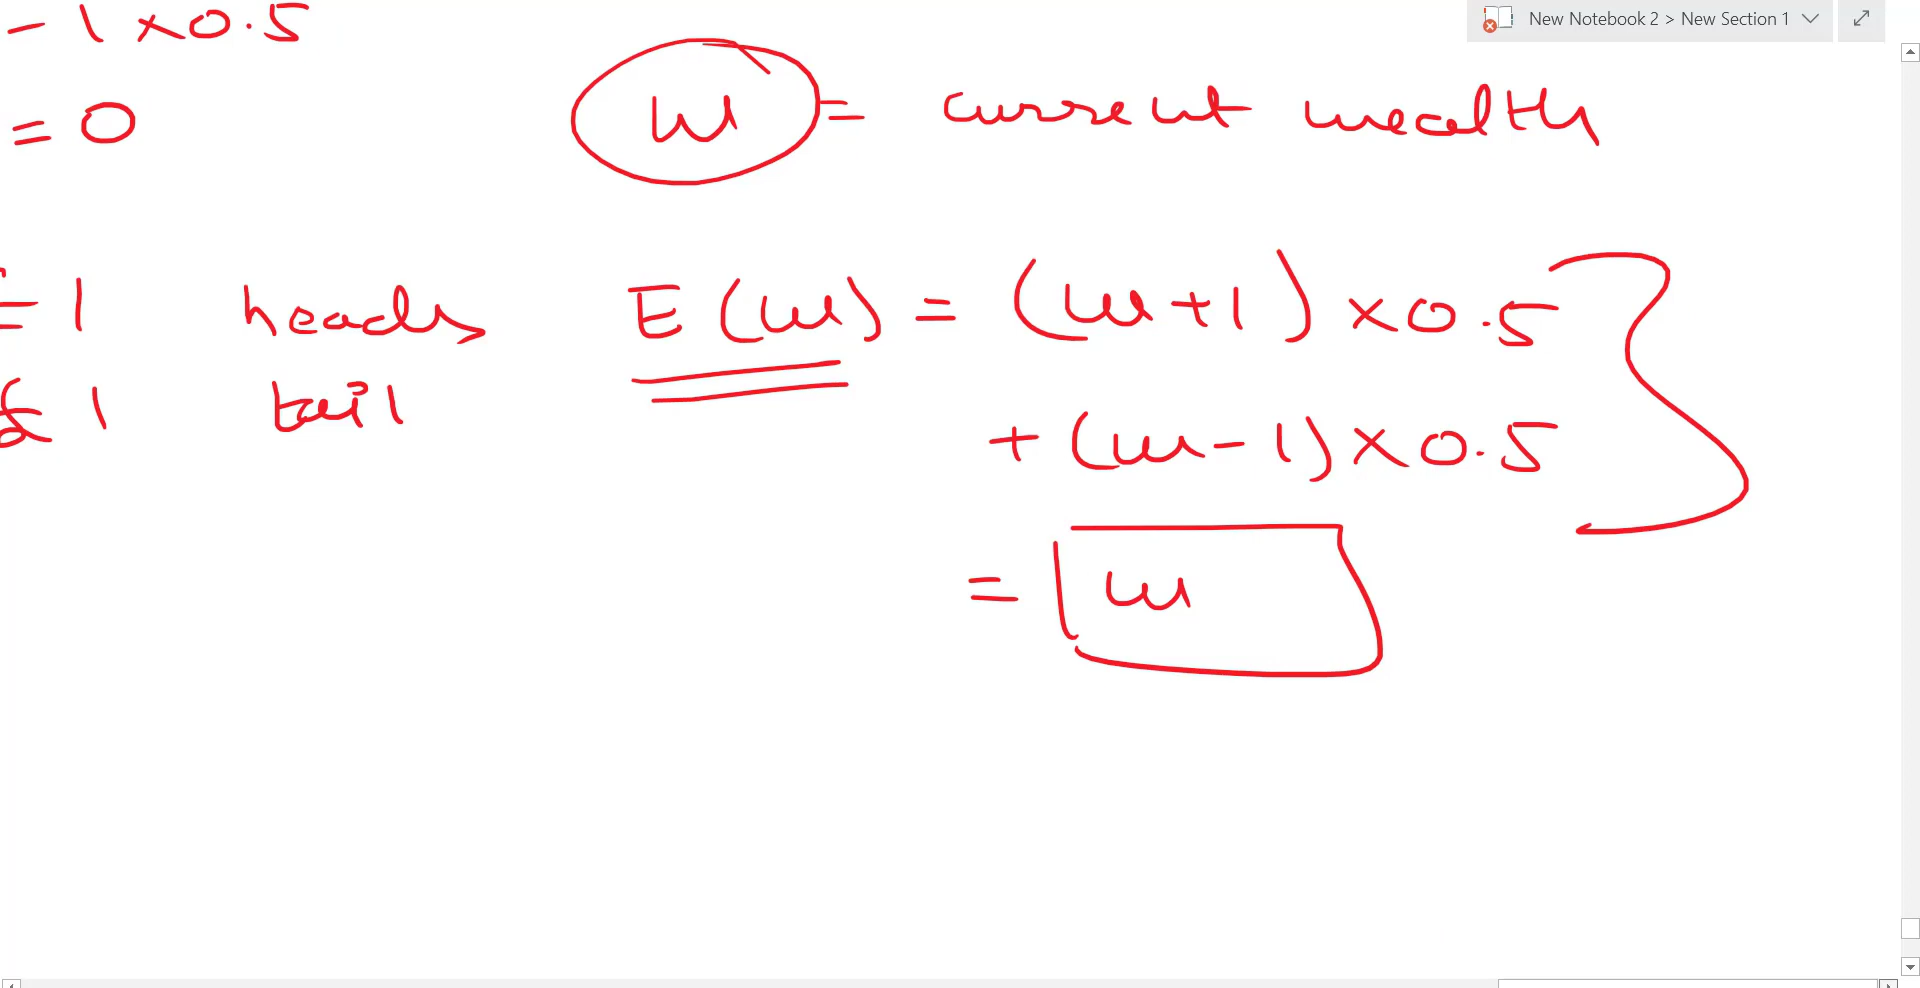 New Notebook 2 > New Section 1
- 1 x 0.5
= 0
w = current wealth
= 1 heads
1 tail
E(w) = (w+1) x 0.5
+ (w-1) x 0.5
= w